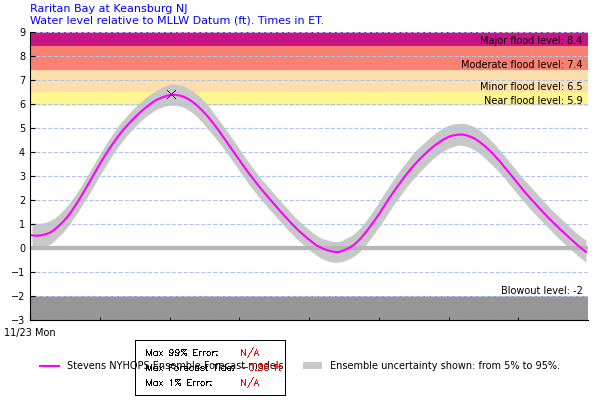 Raritan Bay at Keansburg NJ
Water level relative to MLLW Datum (ft). Times in ET.
9
Major flood level: 8.4
8
Moderate flood level: 7.4
7
Minor flood level: 6.5
Near flood level: 5.9
6
5
4
3
2
1
0
−1
Blowout level: -2
−2
−3
11/23 Mon
Max 99% Error: N/A
Stevens NYHOPS Ensemble Forecast models
Max Forecast Tide:
Ensemble uncertainty shown: from 5% to 95%.
Max 1% Error: N/A